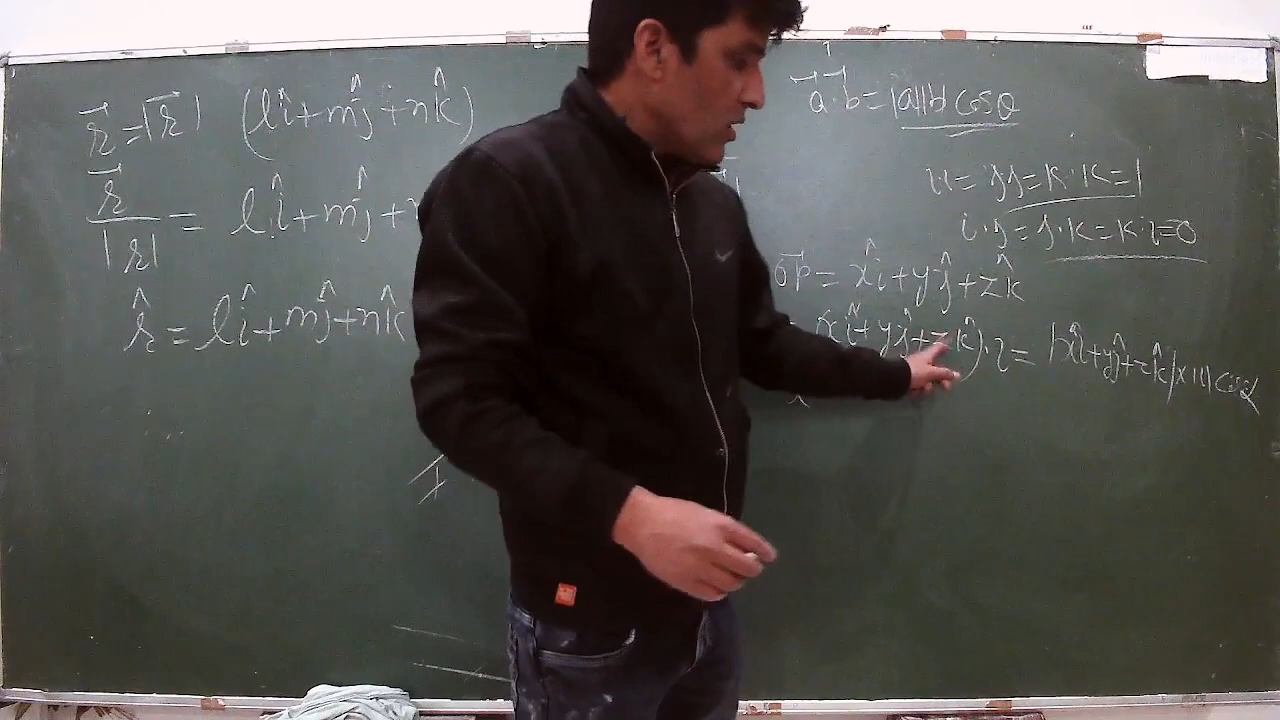 r⃗ = |r⃗| (lî+mĵ+nk̂)
r⃗/|r| = lî+mĵ+
r̂ = lî+mĵ+nk̂
a⃗·b⃗ = |a||b| cosθ
i·i = j·j = k·k = 1
i·j = j·k = k·i = 0
OP⃗ = xî+yĵ+zk̂
(xî+yĵ+zk̂)·i = |xî+yĵ+zk̂|×|i| cosα